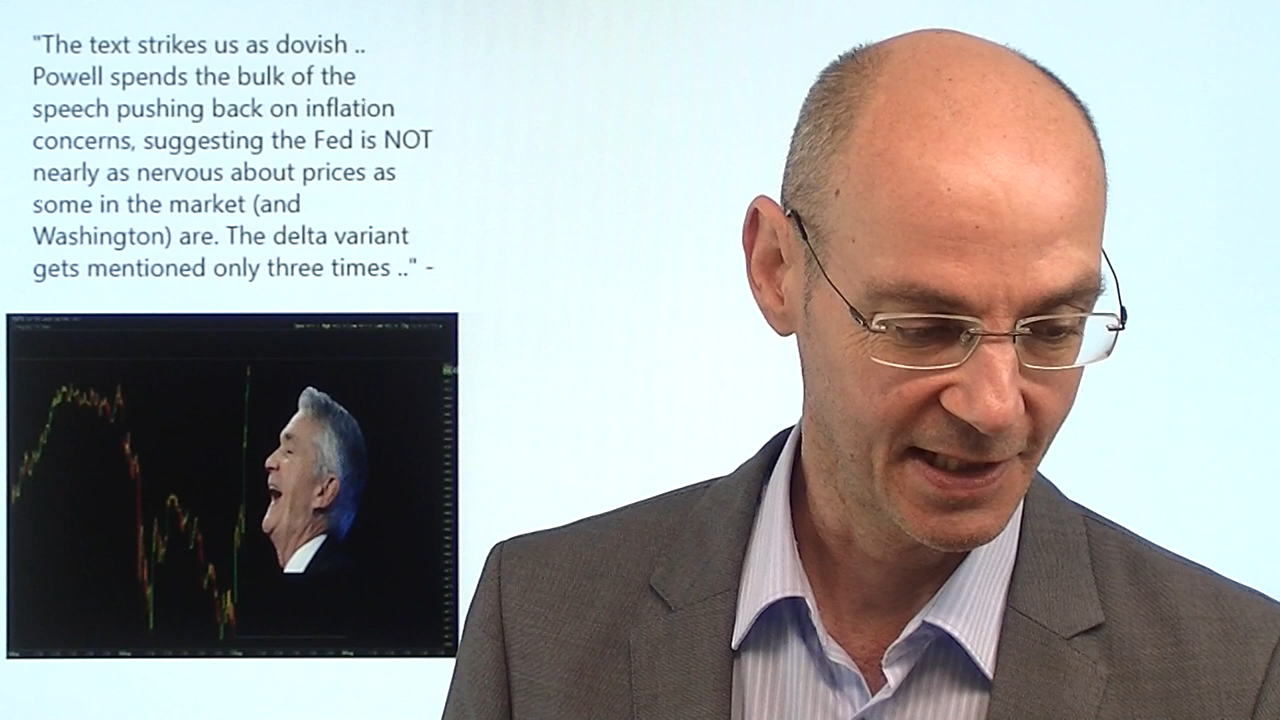 "The text strikes us as dovish ..
Powell spends the bulk of the
speech pushing back on inflation
concerns, suggesting the Fed is NOT
nearly as nervous about prices as
some in the market (and
Washington) are. The delta variant
gets mentioned only three times .." -